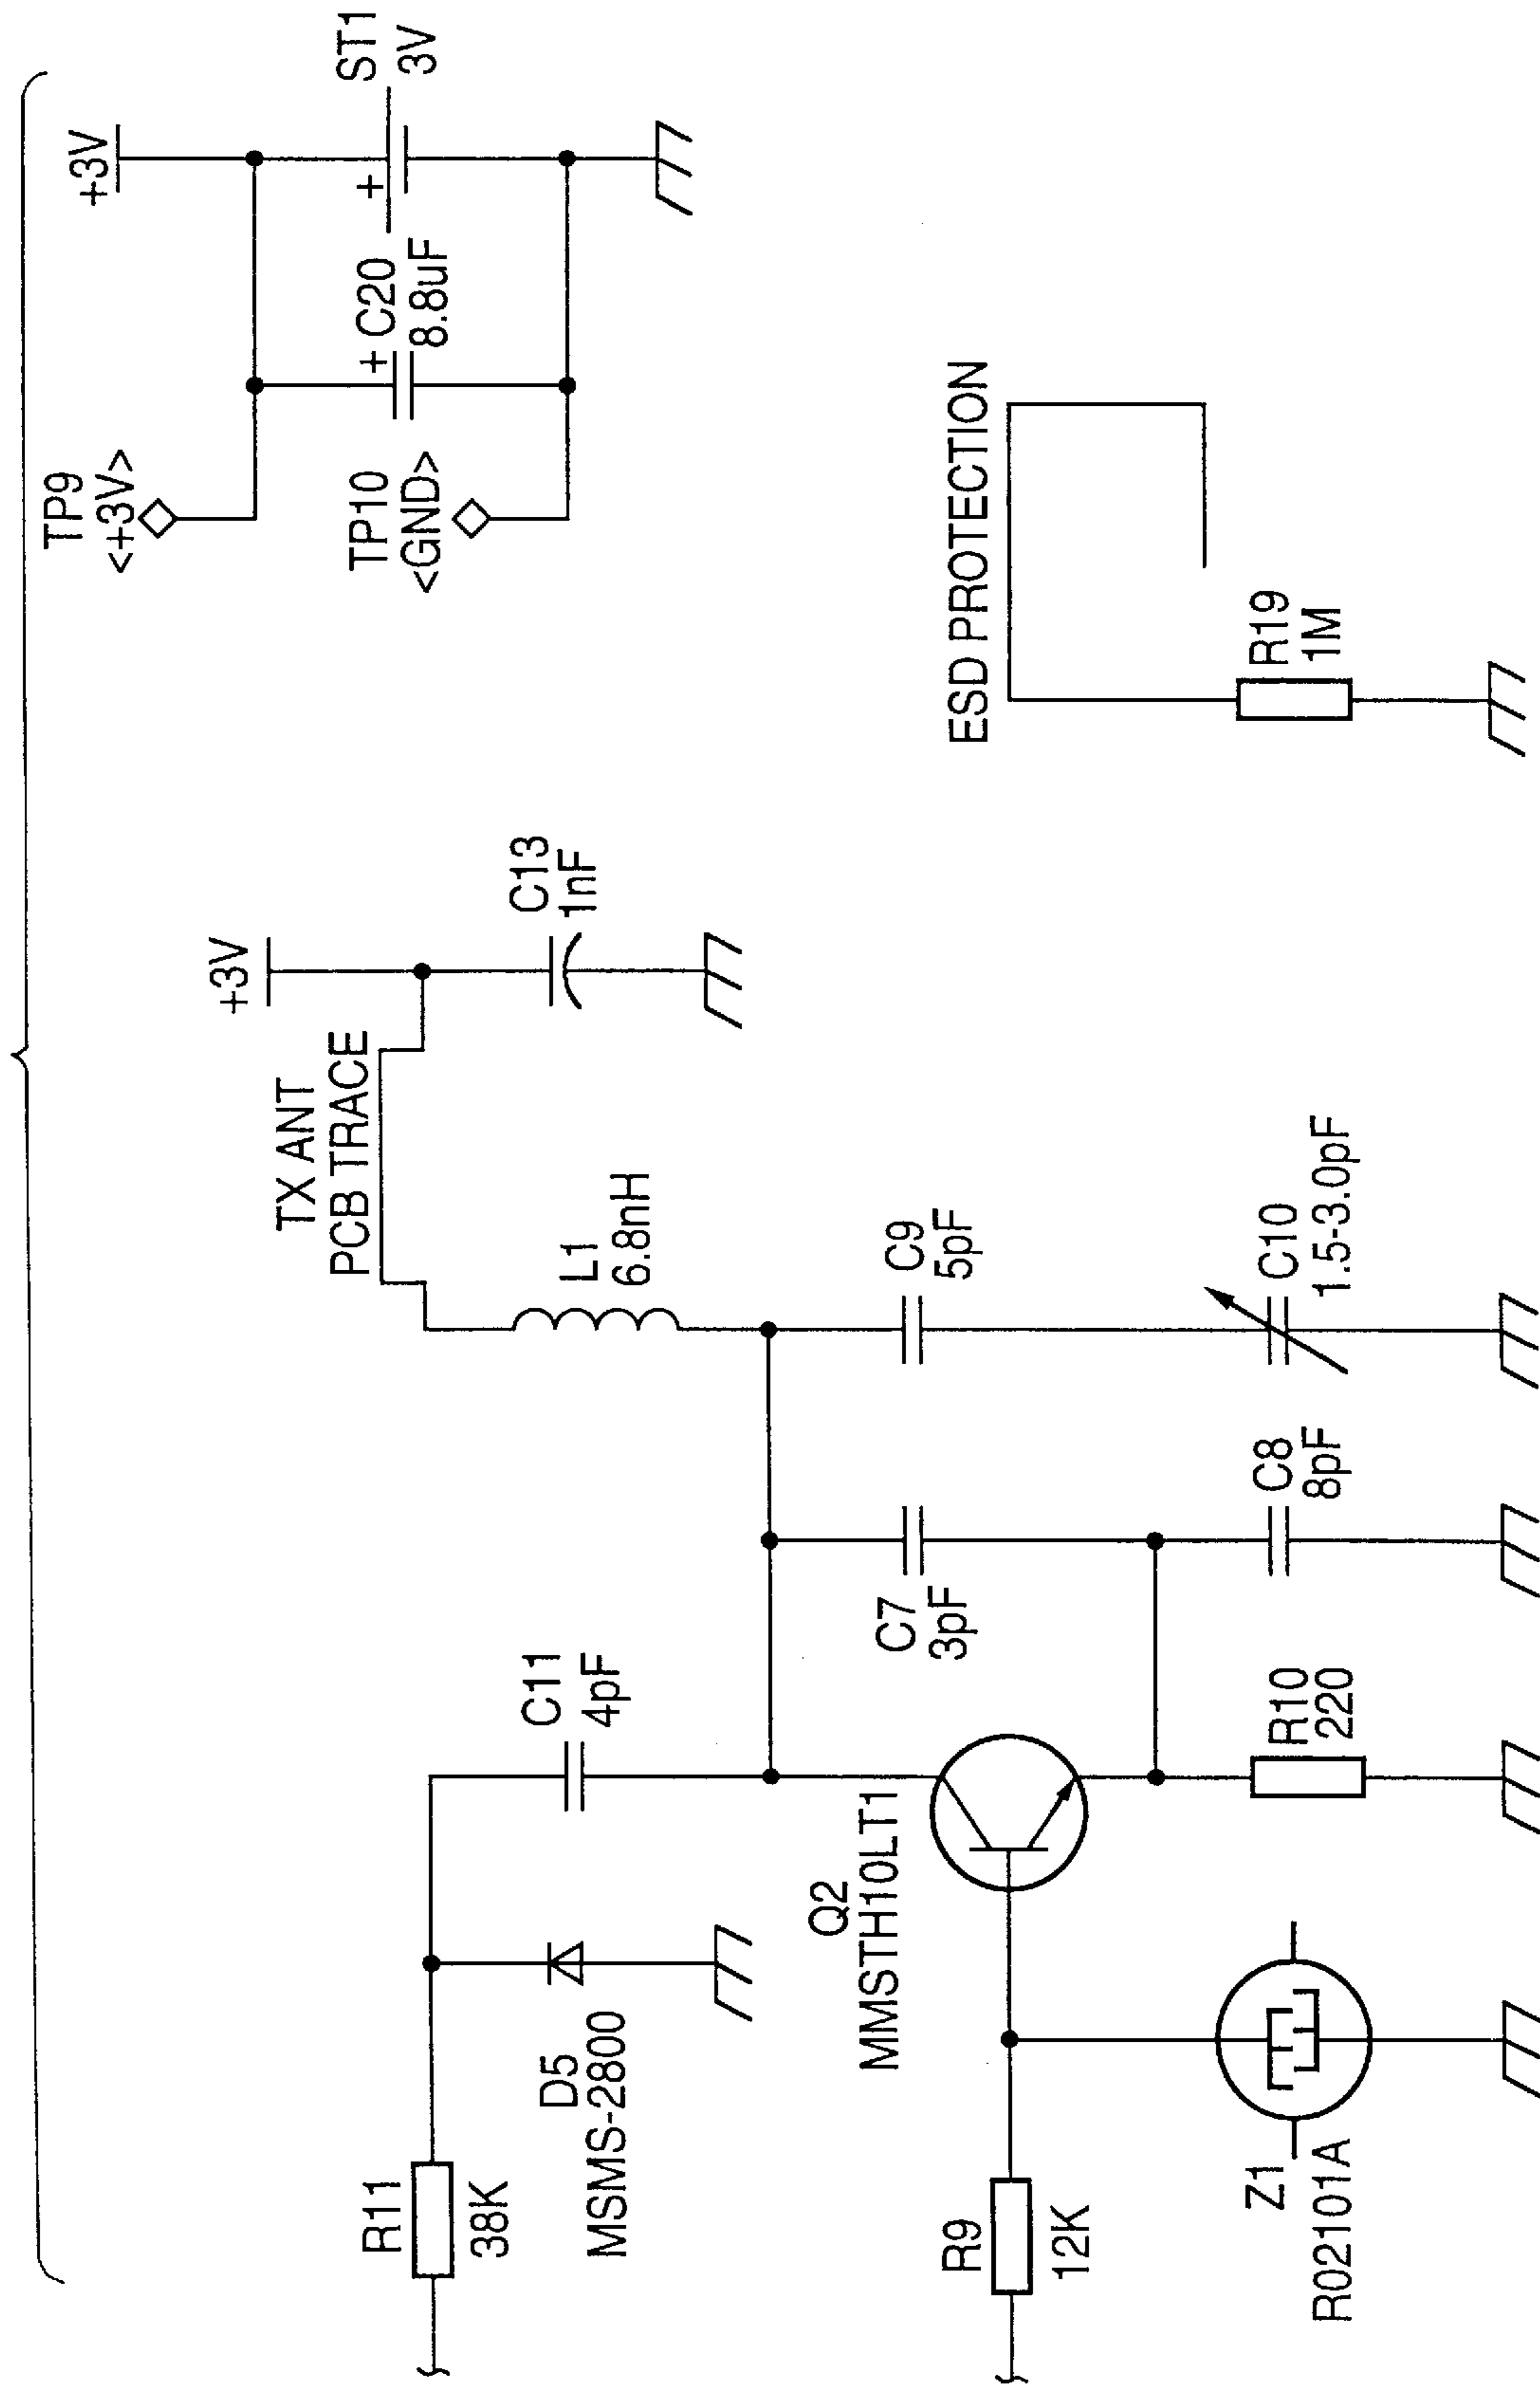 R11
38K
D5
MSMS-2800
C11
4pF
TX ANT
PCB TRACE
+3V
C13
1nF
L1
6.8nH
TP9
<+3V>
+3V
TP10
<GND>
+ C20
8.8uF
+
ST1
3V
R9
12K
Z1
R02101A
Q2
MMSTH10LT1
C7
3pF
R10
220
C8
8pF
C9
5pF
C10
1.5-3.0pF
ESD PROTECTION
R19
1M